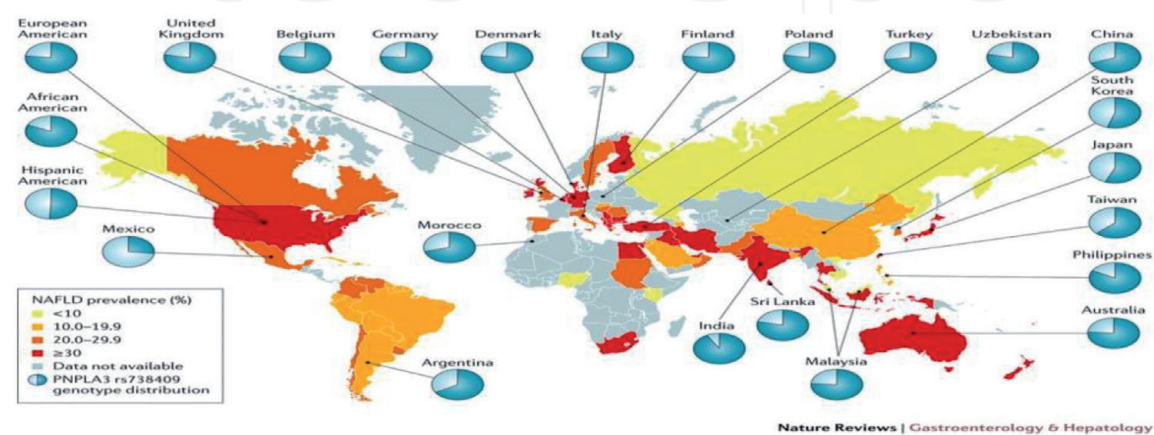 European
American
United
Kingdom
Belgium
Germany
Denmark
Italy
Finland
Poland
Turkey
Uzbekistan
China
African
American
South
Korea
Hispanic
American
Japan
Taiwan
Mexico
Morocco
Philippines
NAFLD prevalence (%)
<10
10.0–19.9
20.0–29.9
≥30
Data not available
PNPLA3 rs738409
genotype distribution
Sri Lanka
India
Australia
Argentina
Malaysia
Nature Reviews | Gastroenterology & Hepatology